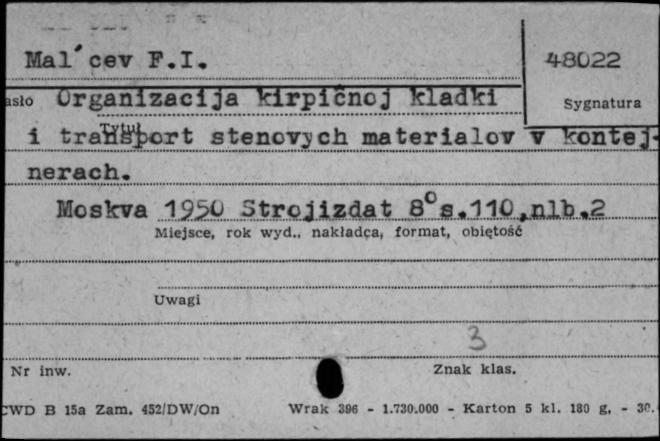 Mal'cev F.I.
48022
asło Organizacija kirpičnoj kladki
Sygnatura
Tytuł
i transport stenovych materialov v kontej-
nerach.
Moskva 1950 Strojizdat 8° s.110,nlb.2
Miejsce, rok wyd., nakładca, format, objętość
Uwagi
3
Nr inw.
Znak klas.
CWD B 15a Zam. 452/DW/On Wrak 396 - 1.730.000 - Karton 5 kl. 180 g, - 30.